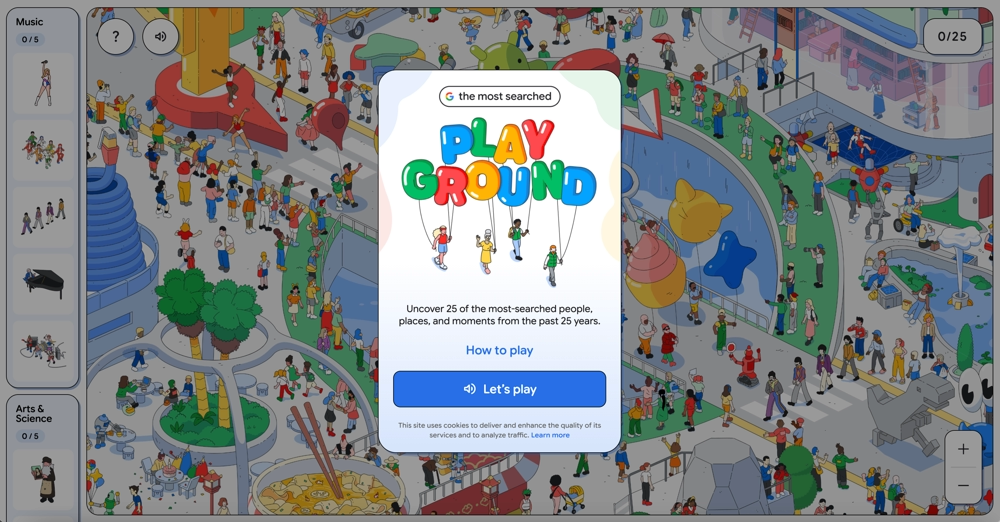 Music
0 / 5
Arts &
Science
0 / 5
?
0/25
G the most searched
PLAY
GROUND
Uncover 25 of the most-searched people,
places, and moments from the past 25 years.
How to play
Let's play
This site uses cookies to deliver and enhance the quality of its
services and to analyze traffic. Learn more
+
−